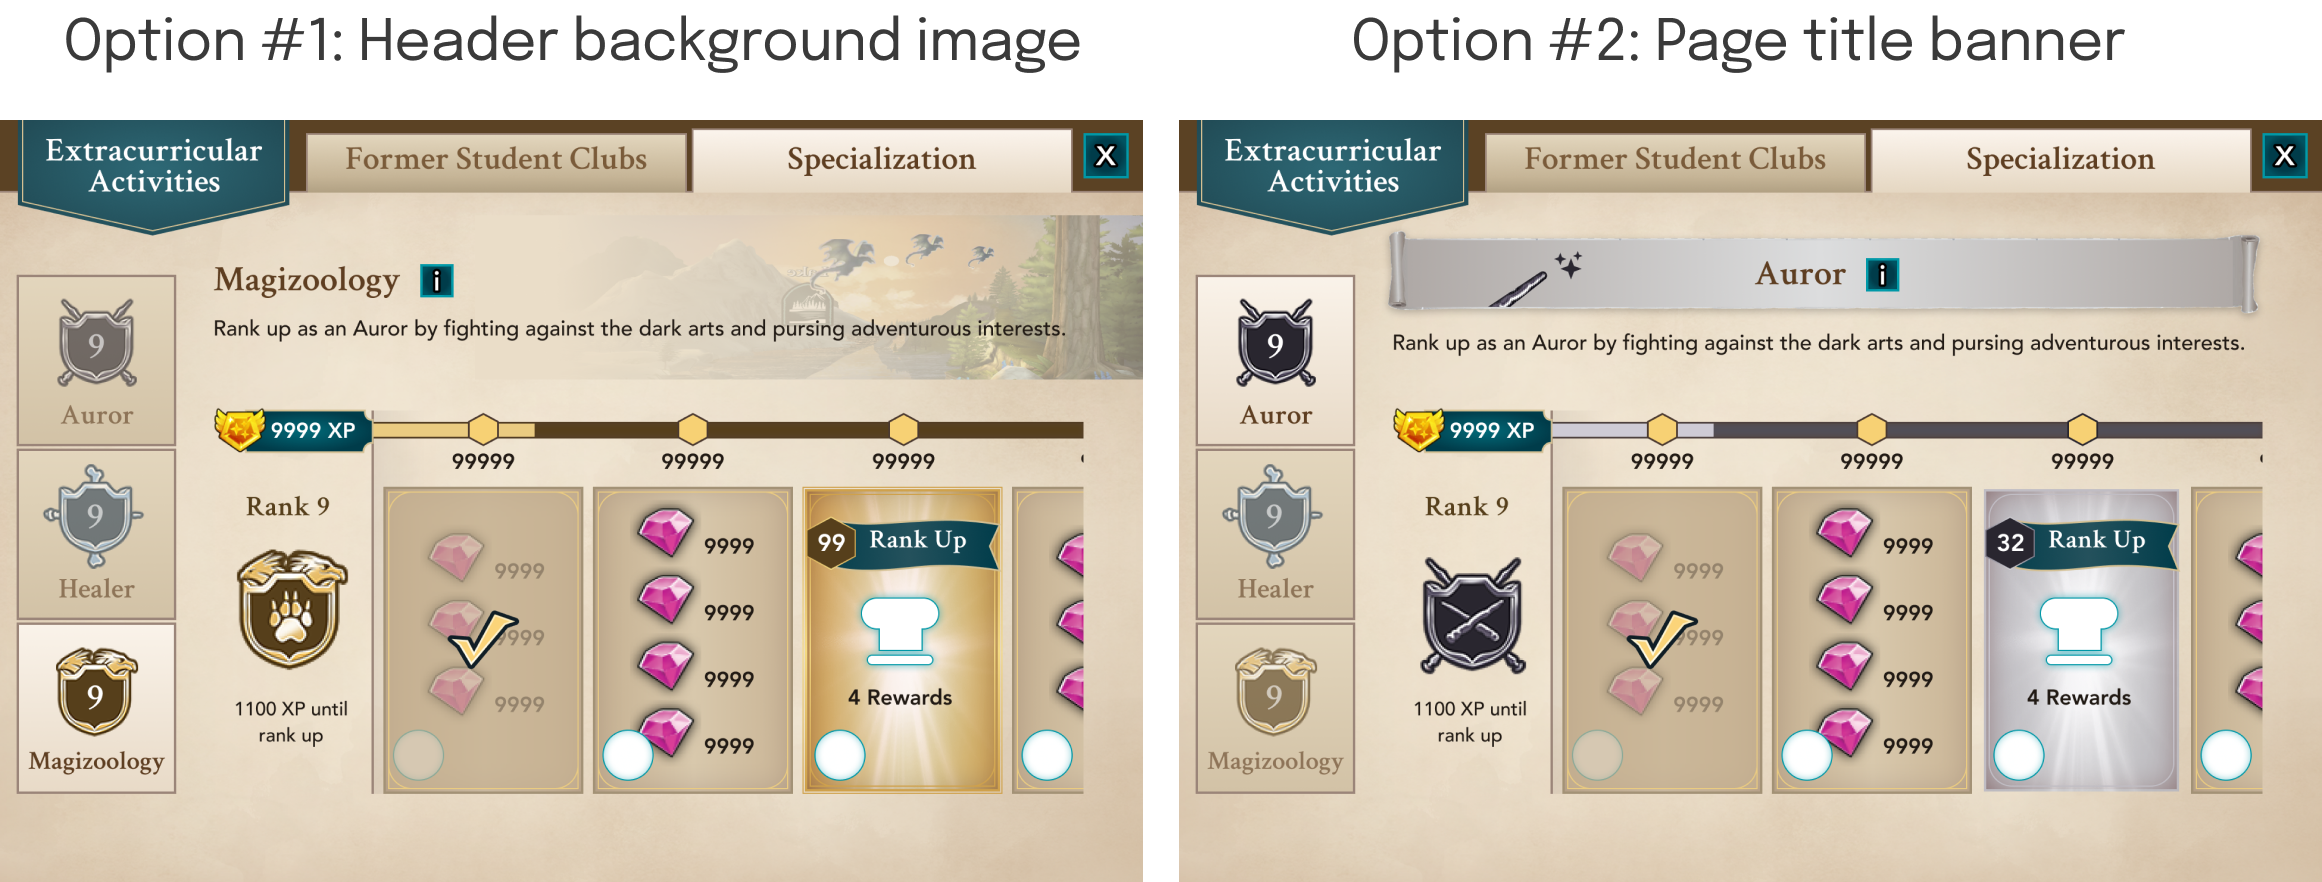 Option #1: Header background image
Extracurricular
Activities
Former Student Clubs
Specialization
X
Magizoology i
Rank up as an Auror by fighting against the dark arts and pursing adventurous interests.
9
Auror
9
Healer
9
Magizoology
9999 XP
99999
99999
99999
Rank 9
1100 XP until
rank up
9999
9999
9999
9999
9999
9999
9999
99 Rank Up
4 Rewards
Option #2: Page title banner
Extracurricular
Activities
Former Student Clubs
Specialization
X
Auror i
Rank up as an Auror by fighting against the dark arts and pursing adventurous interests.
9
Auror
9
Healer
9
Magizoology
9999 XP
99999
99999
99999
Rank 9
1100 XP until
rank up
9999
9999
9999
9999
9999
9999
9999
32 Rank Up
4 Rewards